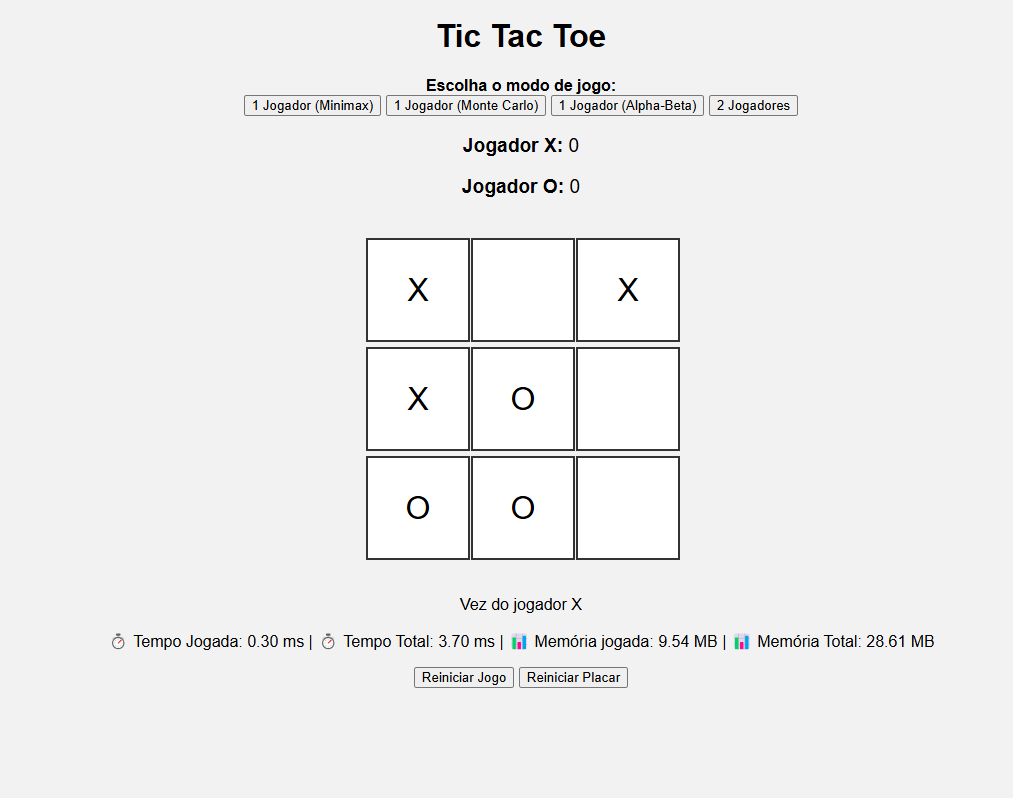 Tic Tac Toe
Escolha o modo de jogo:
1 Jogador (Minimax) 1 Jogador (Monte Carlo) 1 Jogador (Alpha-Beta) 2 Jogadores
Jogador X: 0
Jogador O: 0
X X
X O
O O
Vez do jogador X
Tempo Jogada: 0.30 ms | Tempo Total: 3.70 ms | Memória jogada: 9.54 MB | Memória Total: 28.61 MB
Reiniciar Jogo Reiniciar Placar